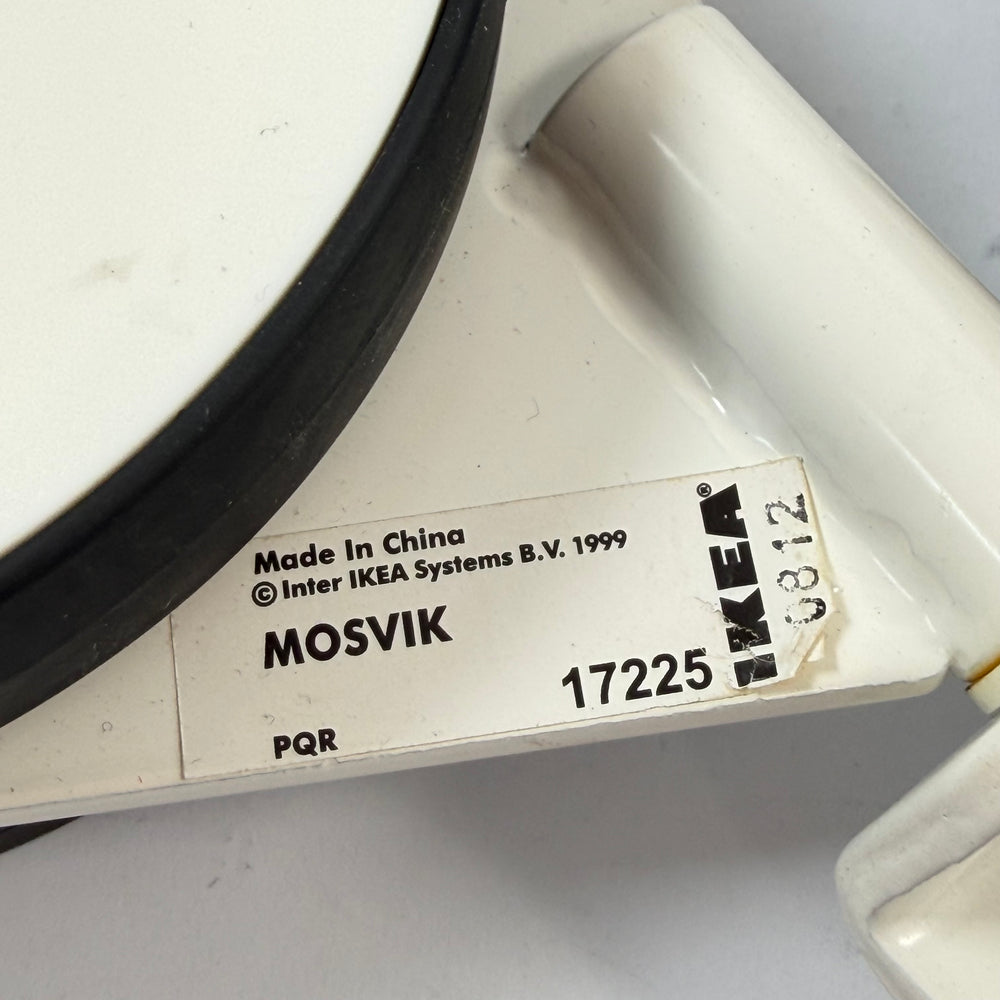 Made In China
© Inter IKEA Systems B.V. 1999
MOSVIK
17225
PQR
IKEA®
0812